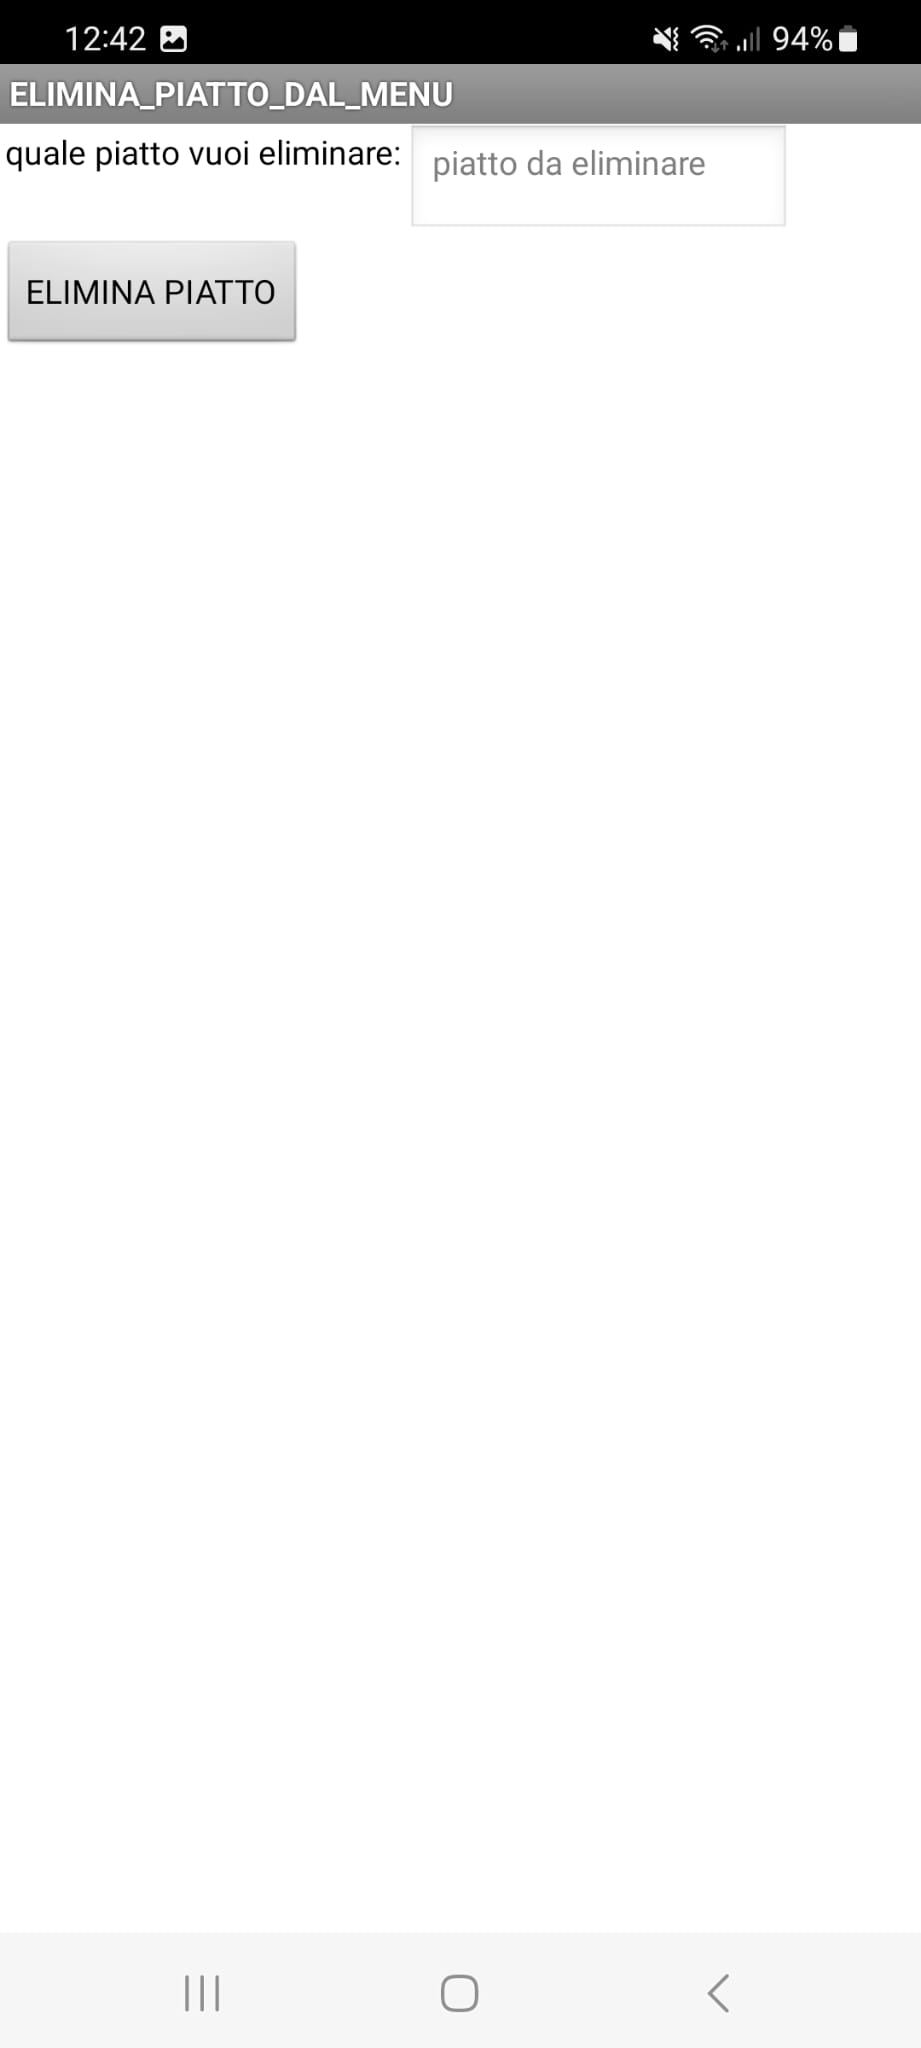 12:42 94%
ELIMINA_PIATTO_DAL_MENU
quale piatto vuoi eliminare: piatto da eliminare
ELIMINA PIATTO